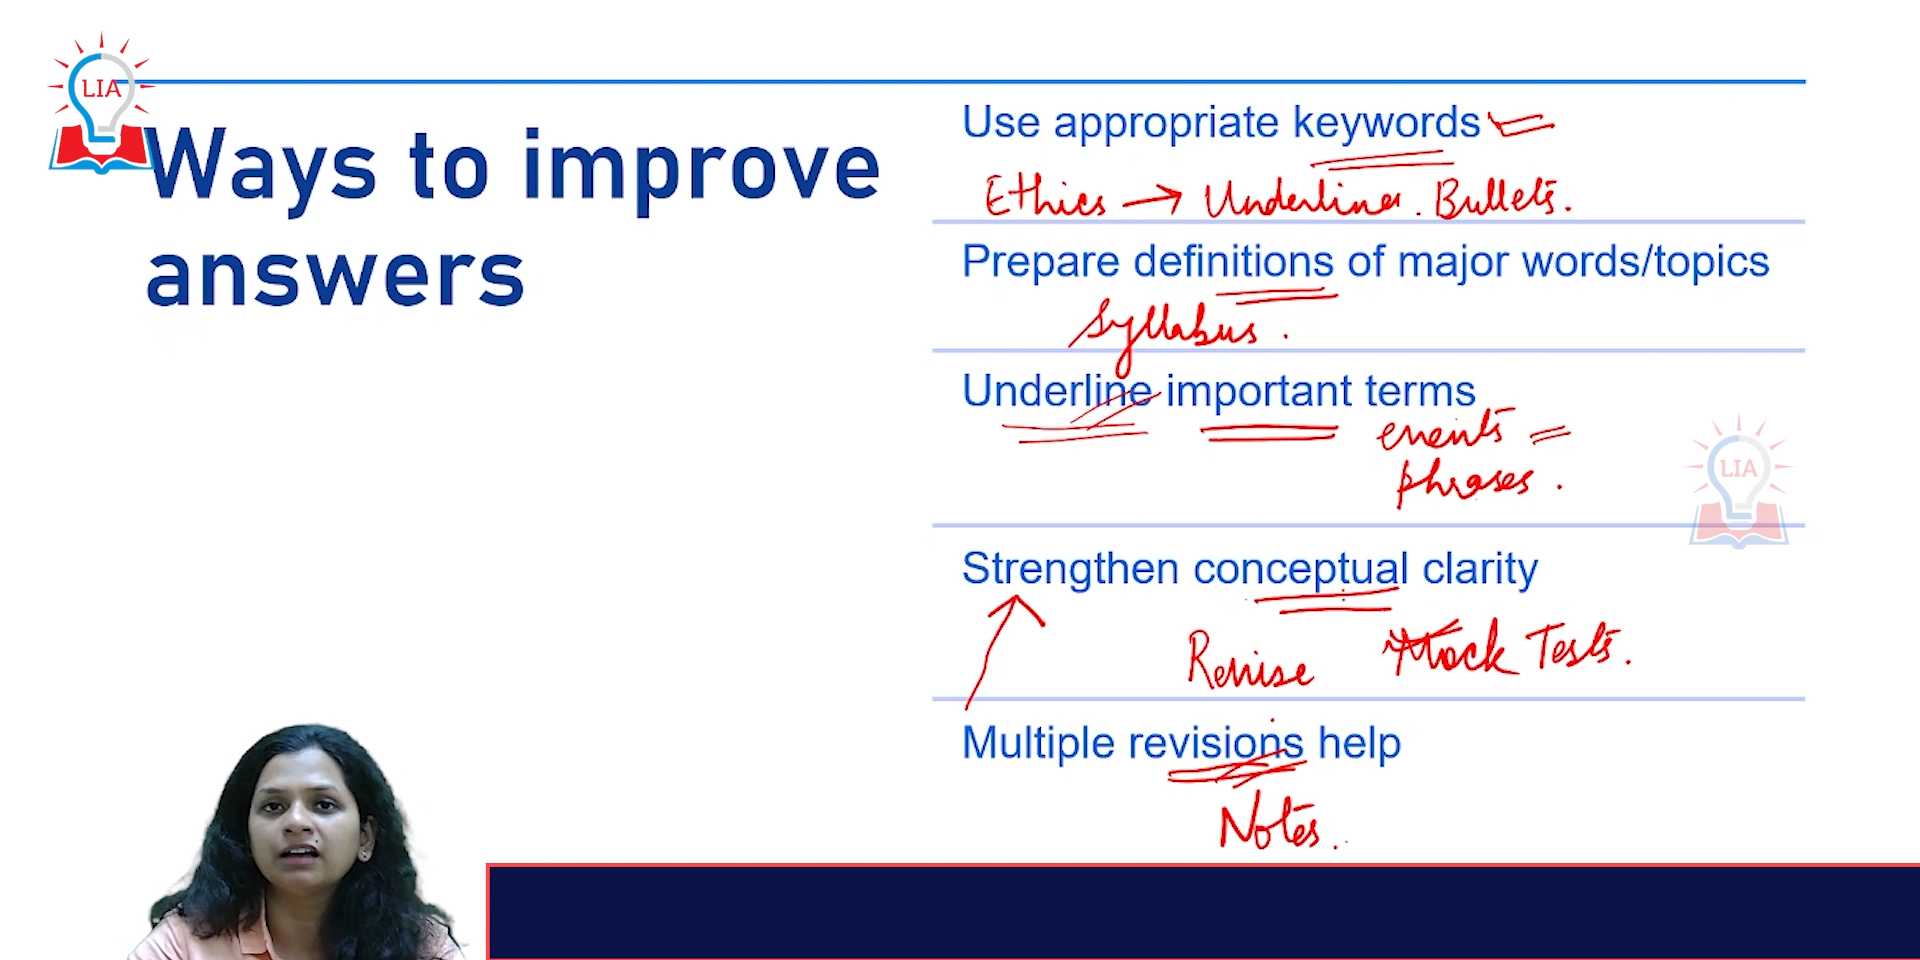 LIA
Ways to improve
answers
Use appropriate keywords
Ethics → Underline. Bullets.
Prepare definitions of major words/topics
Syllabus.
Underline important terms
events =
phrases.
LIA
Strengthen conceptual clarity
Revise Mock Tests.
Multiple revisions help
Notes.